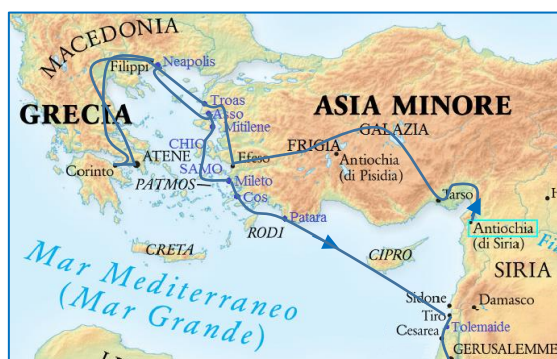 MACEDONIA
Neapolis
Filippi
Troas
Asso
Mitilene
GRECIA
ASIA MINORE
GALAZIA
CHIO
FRIGIA
Efeso
ATENE
Corinto
SAMO
Antiochia
(di Pisidia)
PATMOS
Mileto
Cos
Tarso
Patara
RODI
Antiochia
(di Siria)
CRETA
CIPRO
SIRIA
Mar Mediterraneo
(Mar Grande)
Sidone
Damasco
Tiro
Tolemaide
Cesarea
GERUSALEMME